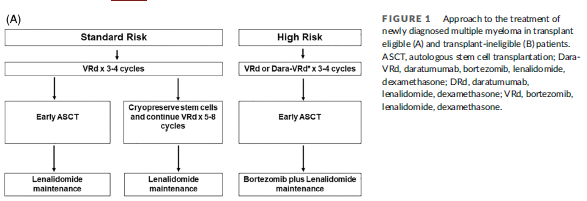 (A)
Standard Risk
High Risk
VRd x 3-4 cycles
VRd or Dara-VRd* x 3-4 cycles
Early ASCT
Cryopreserve stem cells
and continue VRd x 5-8
cycles
Early ASCT
Lenalidomide
maintenance
Lenalidomide
maintenance
Bortezomib plus Lenalidomide
maintenance
FIGURE 1 Approach to the treatment of
newly diagnosed multiple myeloma in transplant
eligible (A) and transplant-ineligible (B) patients.
ASCT, autologous stem cell transplantation; Dara-
VRd, daratumumab, bortezomib, lenalidomide,
dexamethasone; DRd, daratumumab,
lenalidomide, dexamethasone; VRd, bortezomib,
lenalidomide, dexamethasone.